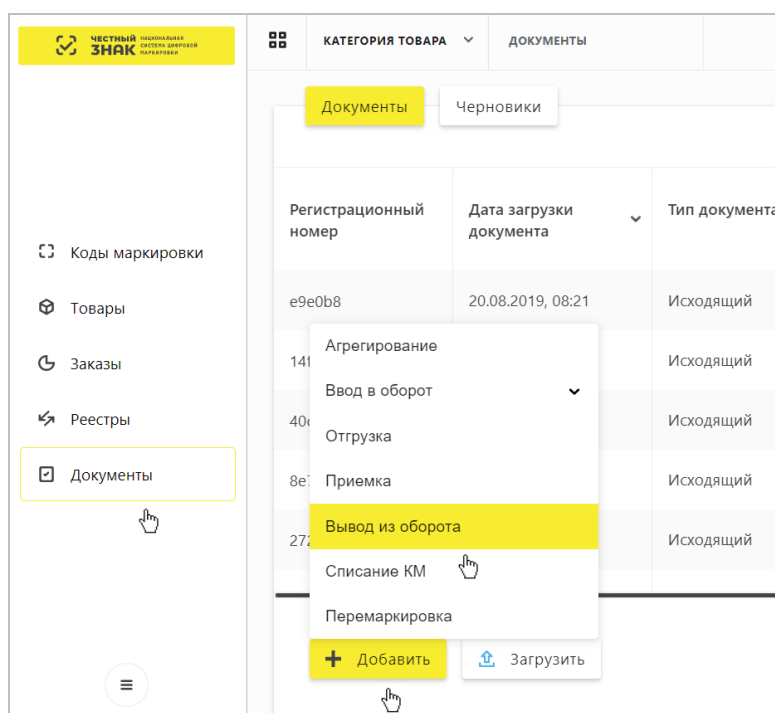 ЧЕСТНЫЙ ЗНАК
НАЦИОНАЛЬНАЯ
СИСТЕМА ЦИФРОВОЙ
МАРКИРОВКИ
КАТЕГОРИЯ ТОВАРА
ДОКУМЕНТЫ
Документы
Черновики
Регистрационный
номер
Дата загрузки
документа
Тип документа
Коды маркировки
Товары
Заказы
Реестры
Документы
e9e0b8
20.08.2019, 08:21
Исходящий
Исходящий
Исходящий
Исходящий
Исходящий
Агрегирование
Ввод в оборот
Отгрузка
Приемка
Вывод из оборота
Списание КМ
Перемаркировка
Добавить
Загрузить